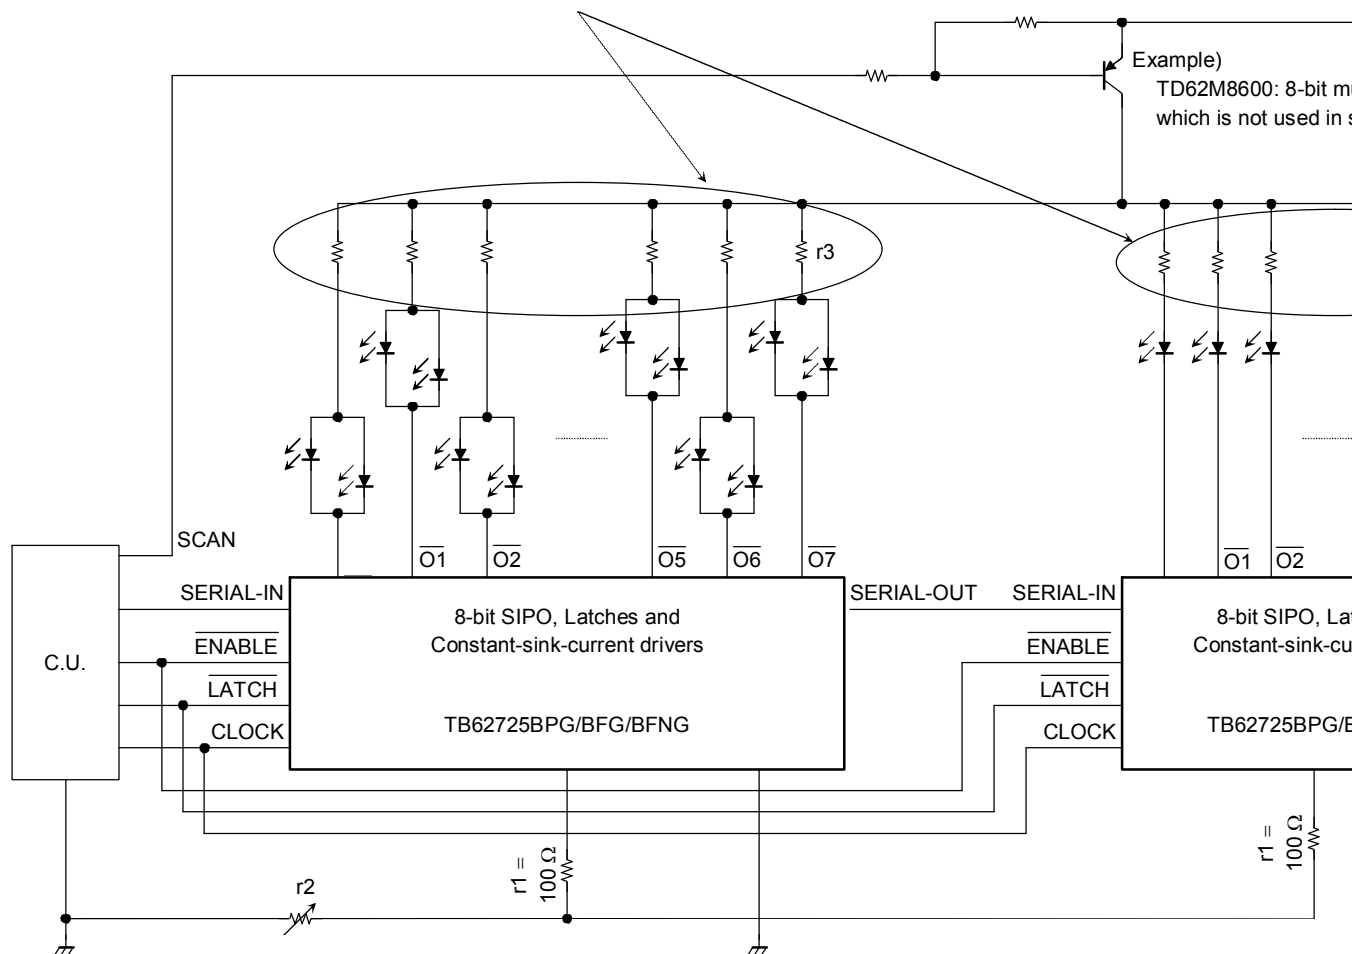 Example)
TD62M8600: 8-bit mu
which is not used in s
r3
SCAN
O1
O2
O5
O6
O7
O1
O2
SERIAL-IN
SERIAL-OUT
SERIAL-IN
8-bit SIPO, Latches and
Constant-sink-current drivers
8-bit SIPO, Lat
Constant-sink-cu
ENABLE
ENABLE
C.U.
LATCH
LATCH
CLOCK
TB62725BPG/BFG/BFNG
CLOCK
TB62725BPG/B
r1 =
100 Ω
r1 =
100 Ω
r2